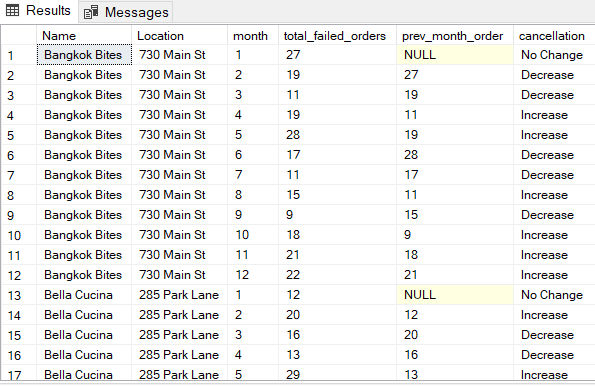 Results Messages
Name Location month total_failed_orders prev_month_order cancellation
1 Bangkok Bites 730 Main St 1 27 NULL No Change
2 Bangkok Bites 730 Main St 2 19 27 Decrease
3 Bangkok Bites 730 Main St 3 11 19 Decrease
4 Bangkok Bites 730 Main St 4 19 11 Increase
5 Bangkok Bites 730 Main St 5 28 19 Increase
6 Bangkok Bites 730 Main St 6 17 28 Decrease
7 Bangkok Bites 730 Main St 7 11 17 Decrease
8 Bangkok Bites 730 Main St 8 15 11 Increase
9 Bangkok Bites 730 Main St 9 9 15 Decrease
10 Bangkok Bites 730 Main St 10 18 9 Increase
11 Bangkok Bites 730 Main St 11 21 18 Increase
12 Bangkok Bites 730 Main St 12 22 21 Increase
13 Bella Cucina 285 Park Lane 1 12 NULL No Change
14 Bella Cucina 285 Park Lane 2 20 12 Increase
15 Bella Cucina 285 Park Lane 3 16 20 Decrease
16 Bella Cucina 285 Park Lane 4 13 16 Decrease
17 Bella Cucina 285 Park Lane 5 29 13 Increase